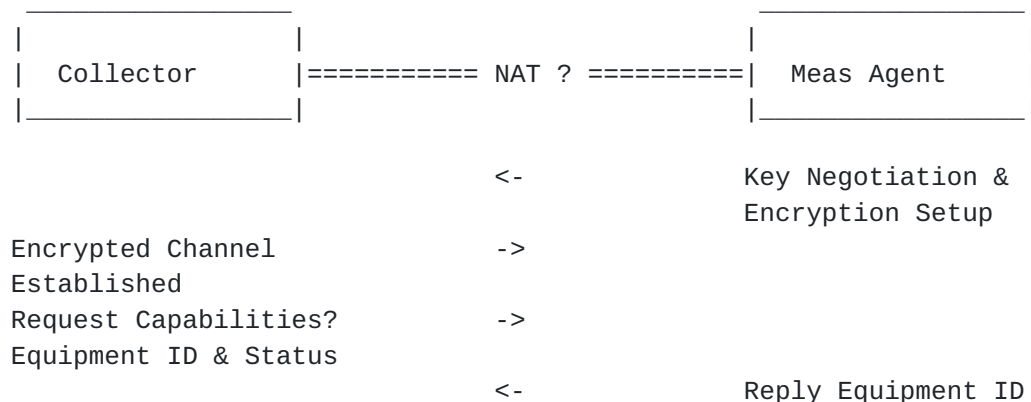 Collector =========== NAT ? ========== Meas Agent
<- Key Negotiation &
Encryption Setup
Encrypted Channel ->
Established
Request Capabilities? ->
Equipment ID & Status
<- Reply Equipment ID